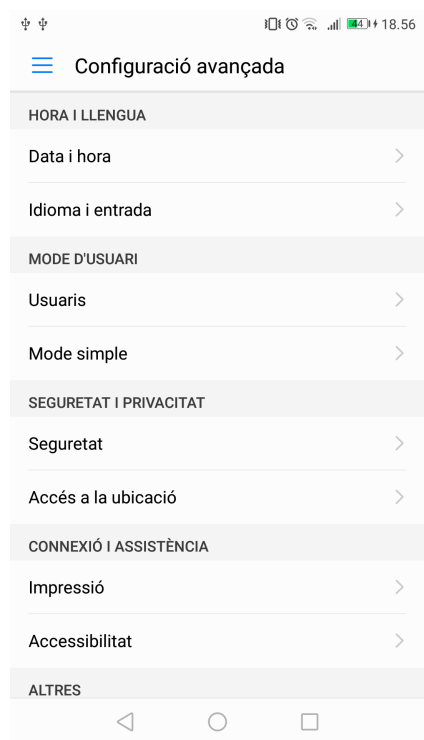 44 18.56
Configuració avançada
HORA I LLENGUA
Data i hora
Idioma i entrada
MODE D'USUARI
Usuaris
Mode simple
SEGURETAT I PRIVACITAT
Seguretat
Accés a la ubicació
CONNEXIÓ I ASSISTÈNCIA
Impressió
Accessibilitat
ALTRES